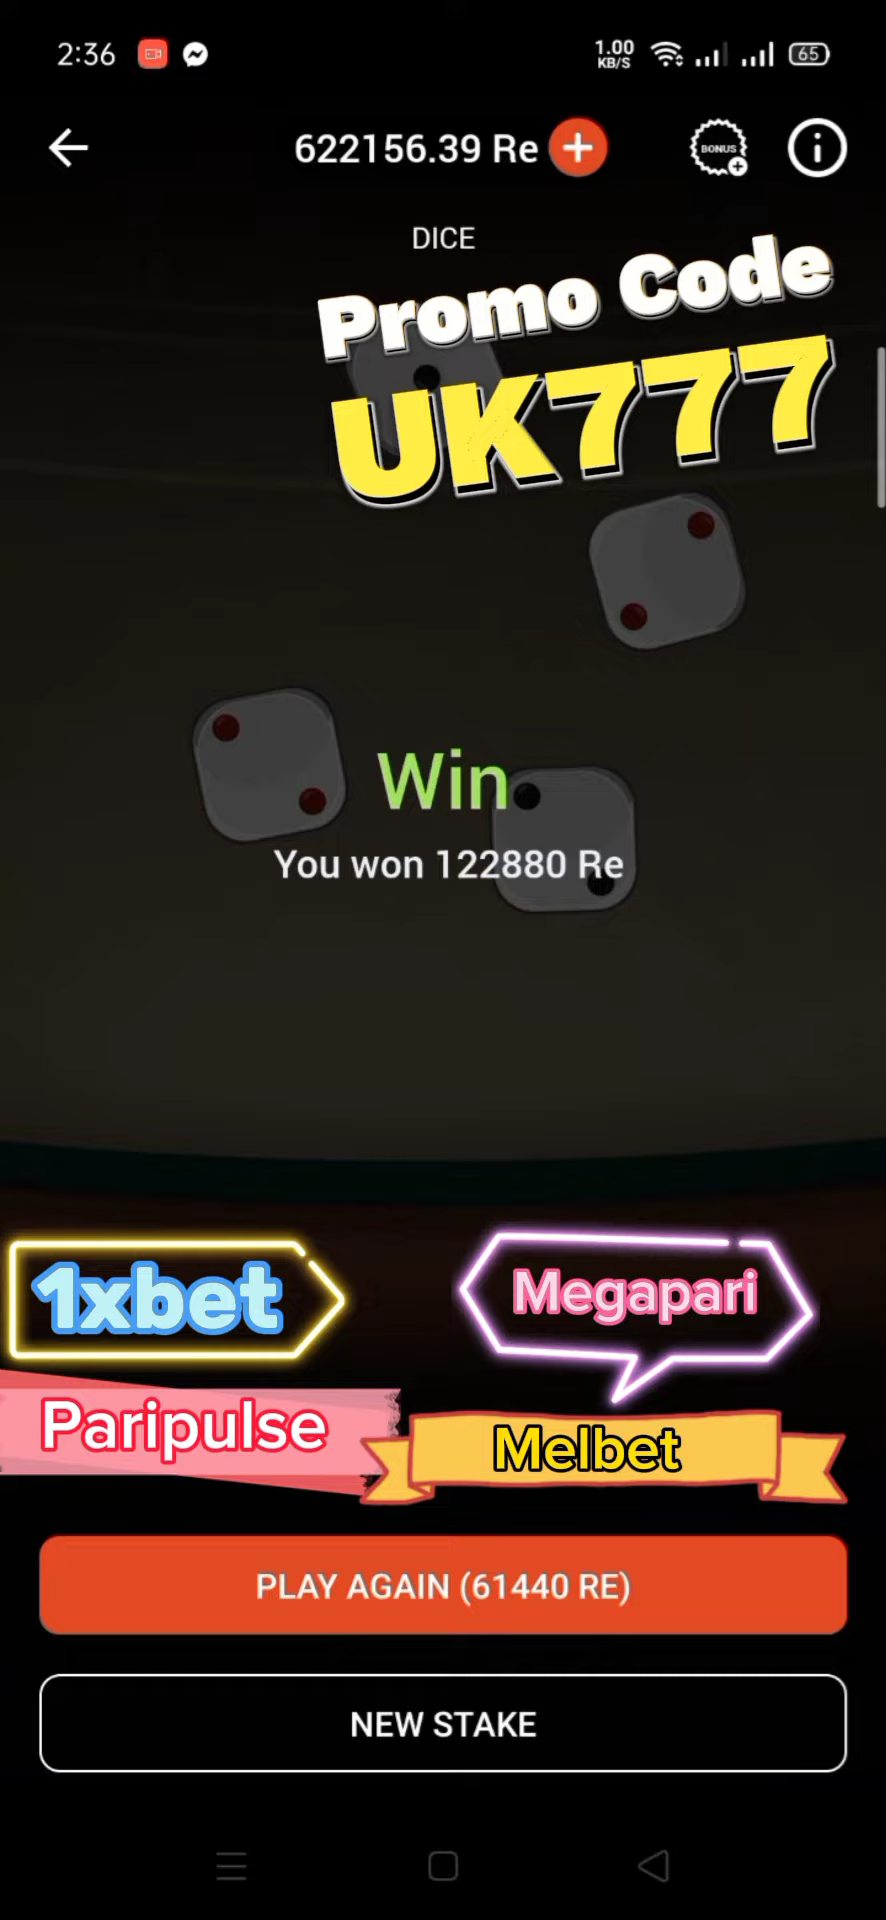 2:36
1.00
KB/S
65
622156.39 Re
BONUS
DICE
Promo Code
UK777
Win
You won 122880 Re
1xbet
Megapari
Paripulse
Melbet
PLAY AGAIN (61440 RE)
NEW STAKE